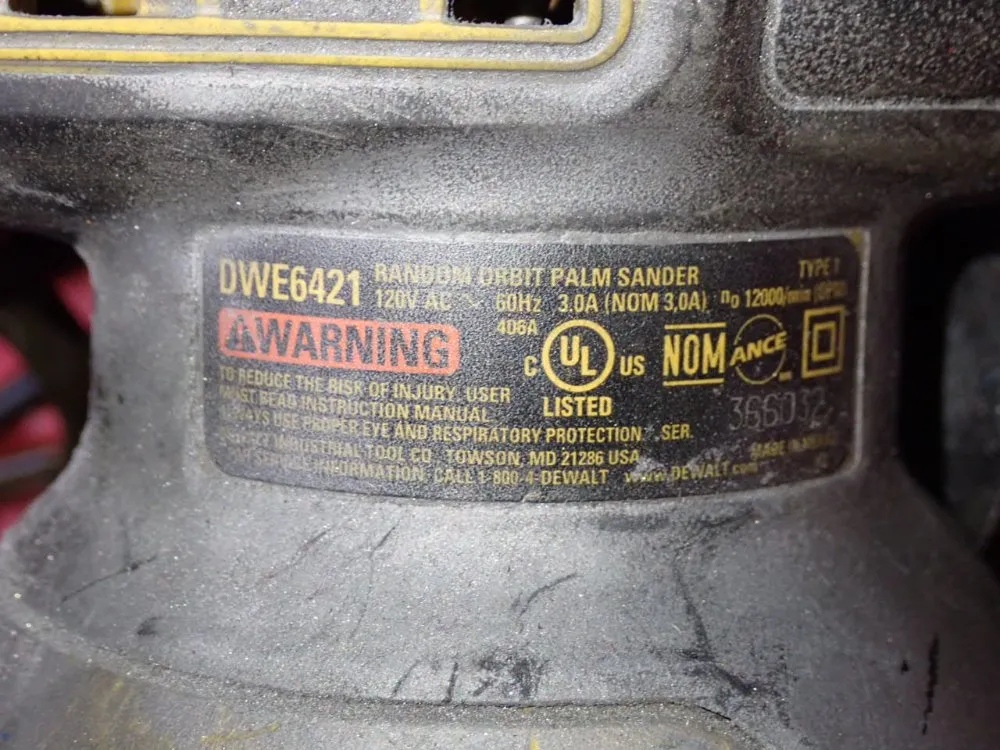 DWE6421 RANDOM ORBIT PALM SANDER TYPE 1
120V AC ~ 60Hz 3.0A (NOM 3,0A) n0 12000/min (OPM)
406A
WARNING
C UL US NOM ANCE
LISTED
TO REDUCE THE RISK OF INJURY, USER
MUST READ INSTRUCTION MANUAL.
ALWAYS USE PROPER EYE AND RESPIRATORY PROTECTION. SER. 366032
INDUSTRIAL TOOL CO., TOWSON, MD 21286 USA MADE IN
SERVICE INFORMATION, CALL 1-800-4-DEWALT www.DEWALT.com